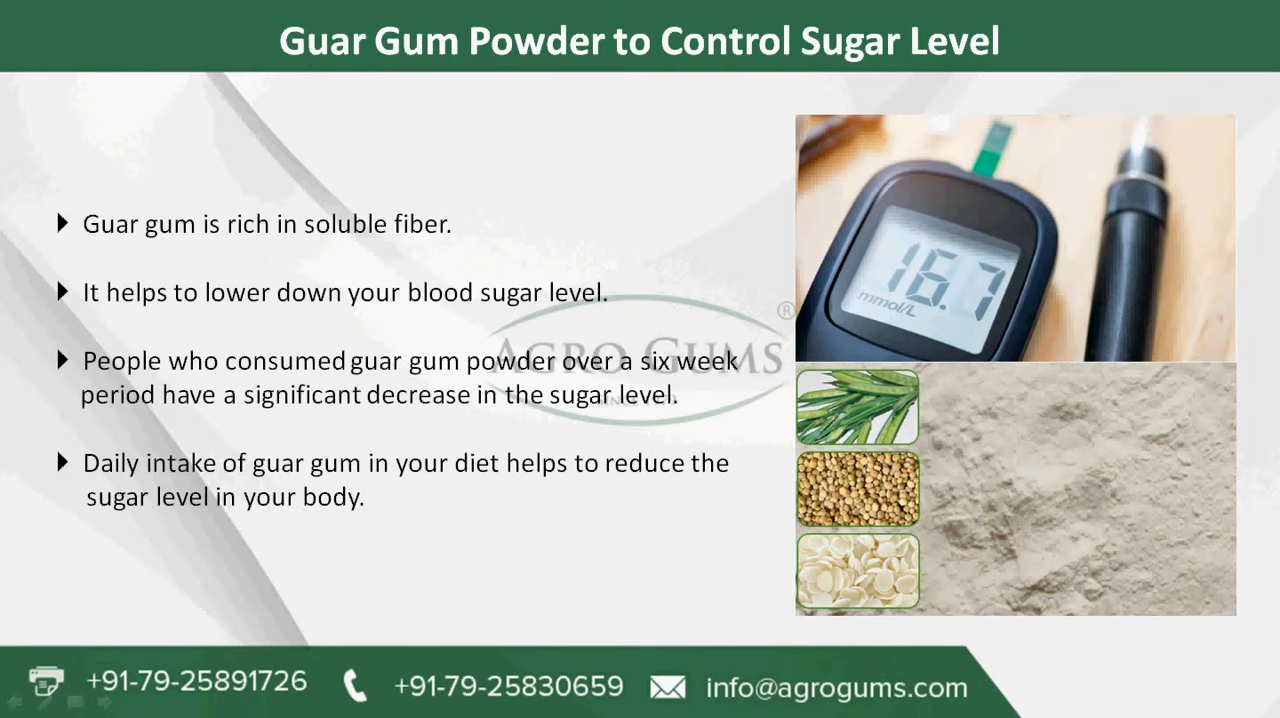 Guar Gum Powder to Control Sugar Level
Guar gum is rich in soluble fiber.
It helps to lower down your blood sugar level.
People who consumed guar gum powder over a six week
period have a significant decrease in the sugar level.
Daily intake of guar gum in your diet helps to reduce the
sugar level in your body.
AGRO GUMS ®
16.7
mmol/L
+91-79-25891726
+91-79-25830659
info@agrogums.com